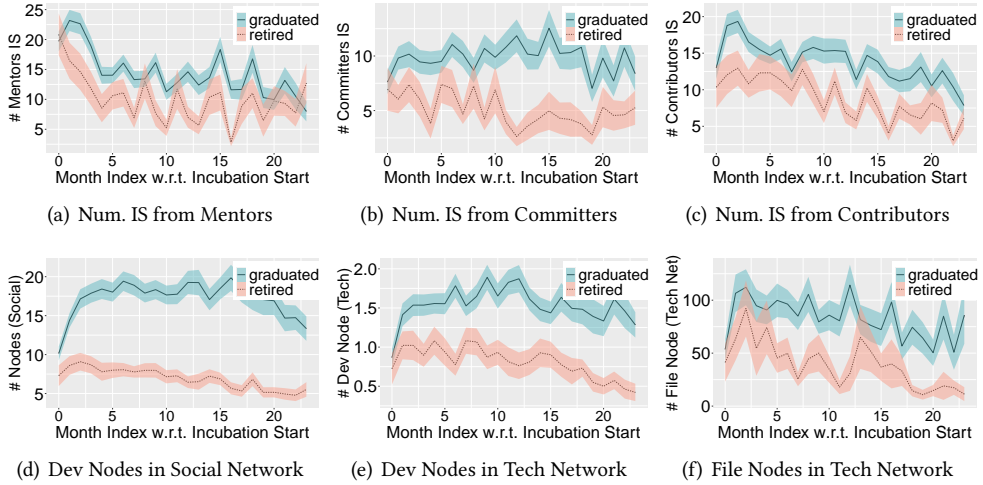 # Mentors IS
25
20
15
10
5
graduated
retired
0 5 10 15 20
Month Index w.r.t. Incubation Start
(a) Num. IS from Mentors
# Committers IS
10
5
graduated
retired
0 5 10 15 20
Month Index w.r.t. Incubation Start
(b) Num. IS from Committers
# Contributors IS
20
15
10
5
graduated
retired
0 5 10 15 20
Month Index w.r.t. Incubation Start
(c) Num. IS from Contributors
# Nodes (Social)
20
15
10
5
graduated
retired
0 5 10 15 20
Month Index w.r.t. Incubation Start
(d) Dev Nodes in Social Network
# Dev Node (Tech)
2.0
1.5
1.0
0.5
graduated
retired
0 5 10 15 20
Month Index w.r.t. Incubation Start
(e) Dev Nodes in Tech Network
# File Node (Tech Net)
100
50
0
graduated
retired
0 5 10 15 20
Month Index w.r.t. Incubation Start
(f) File Nodes in Tech Network